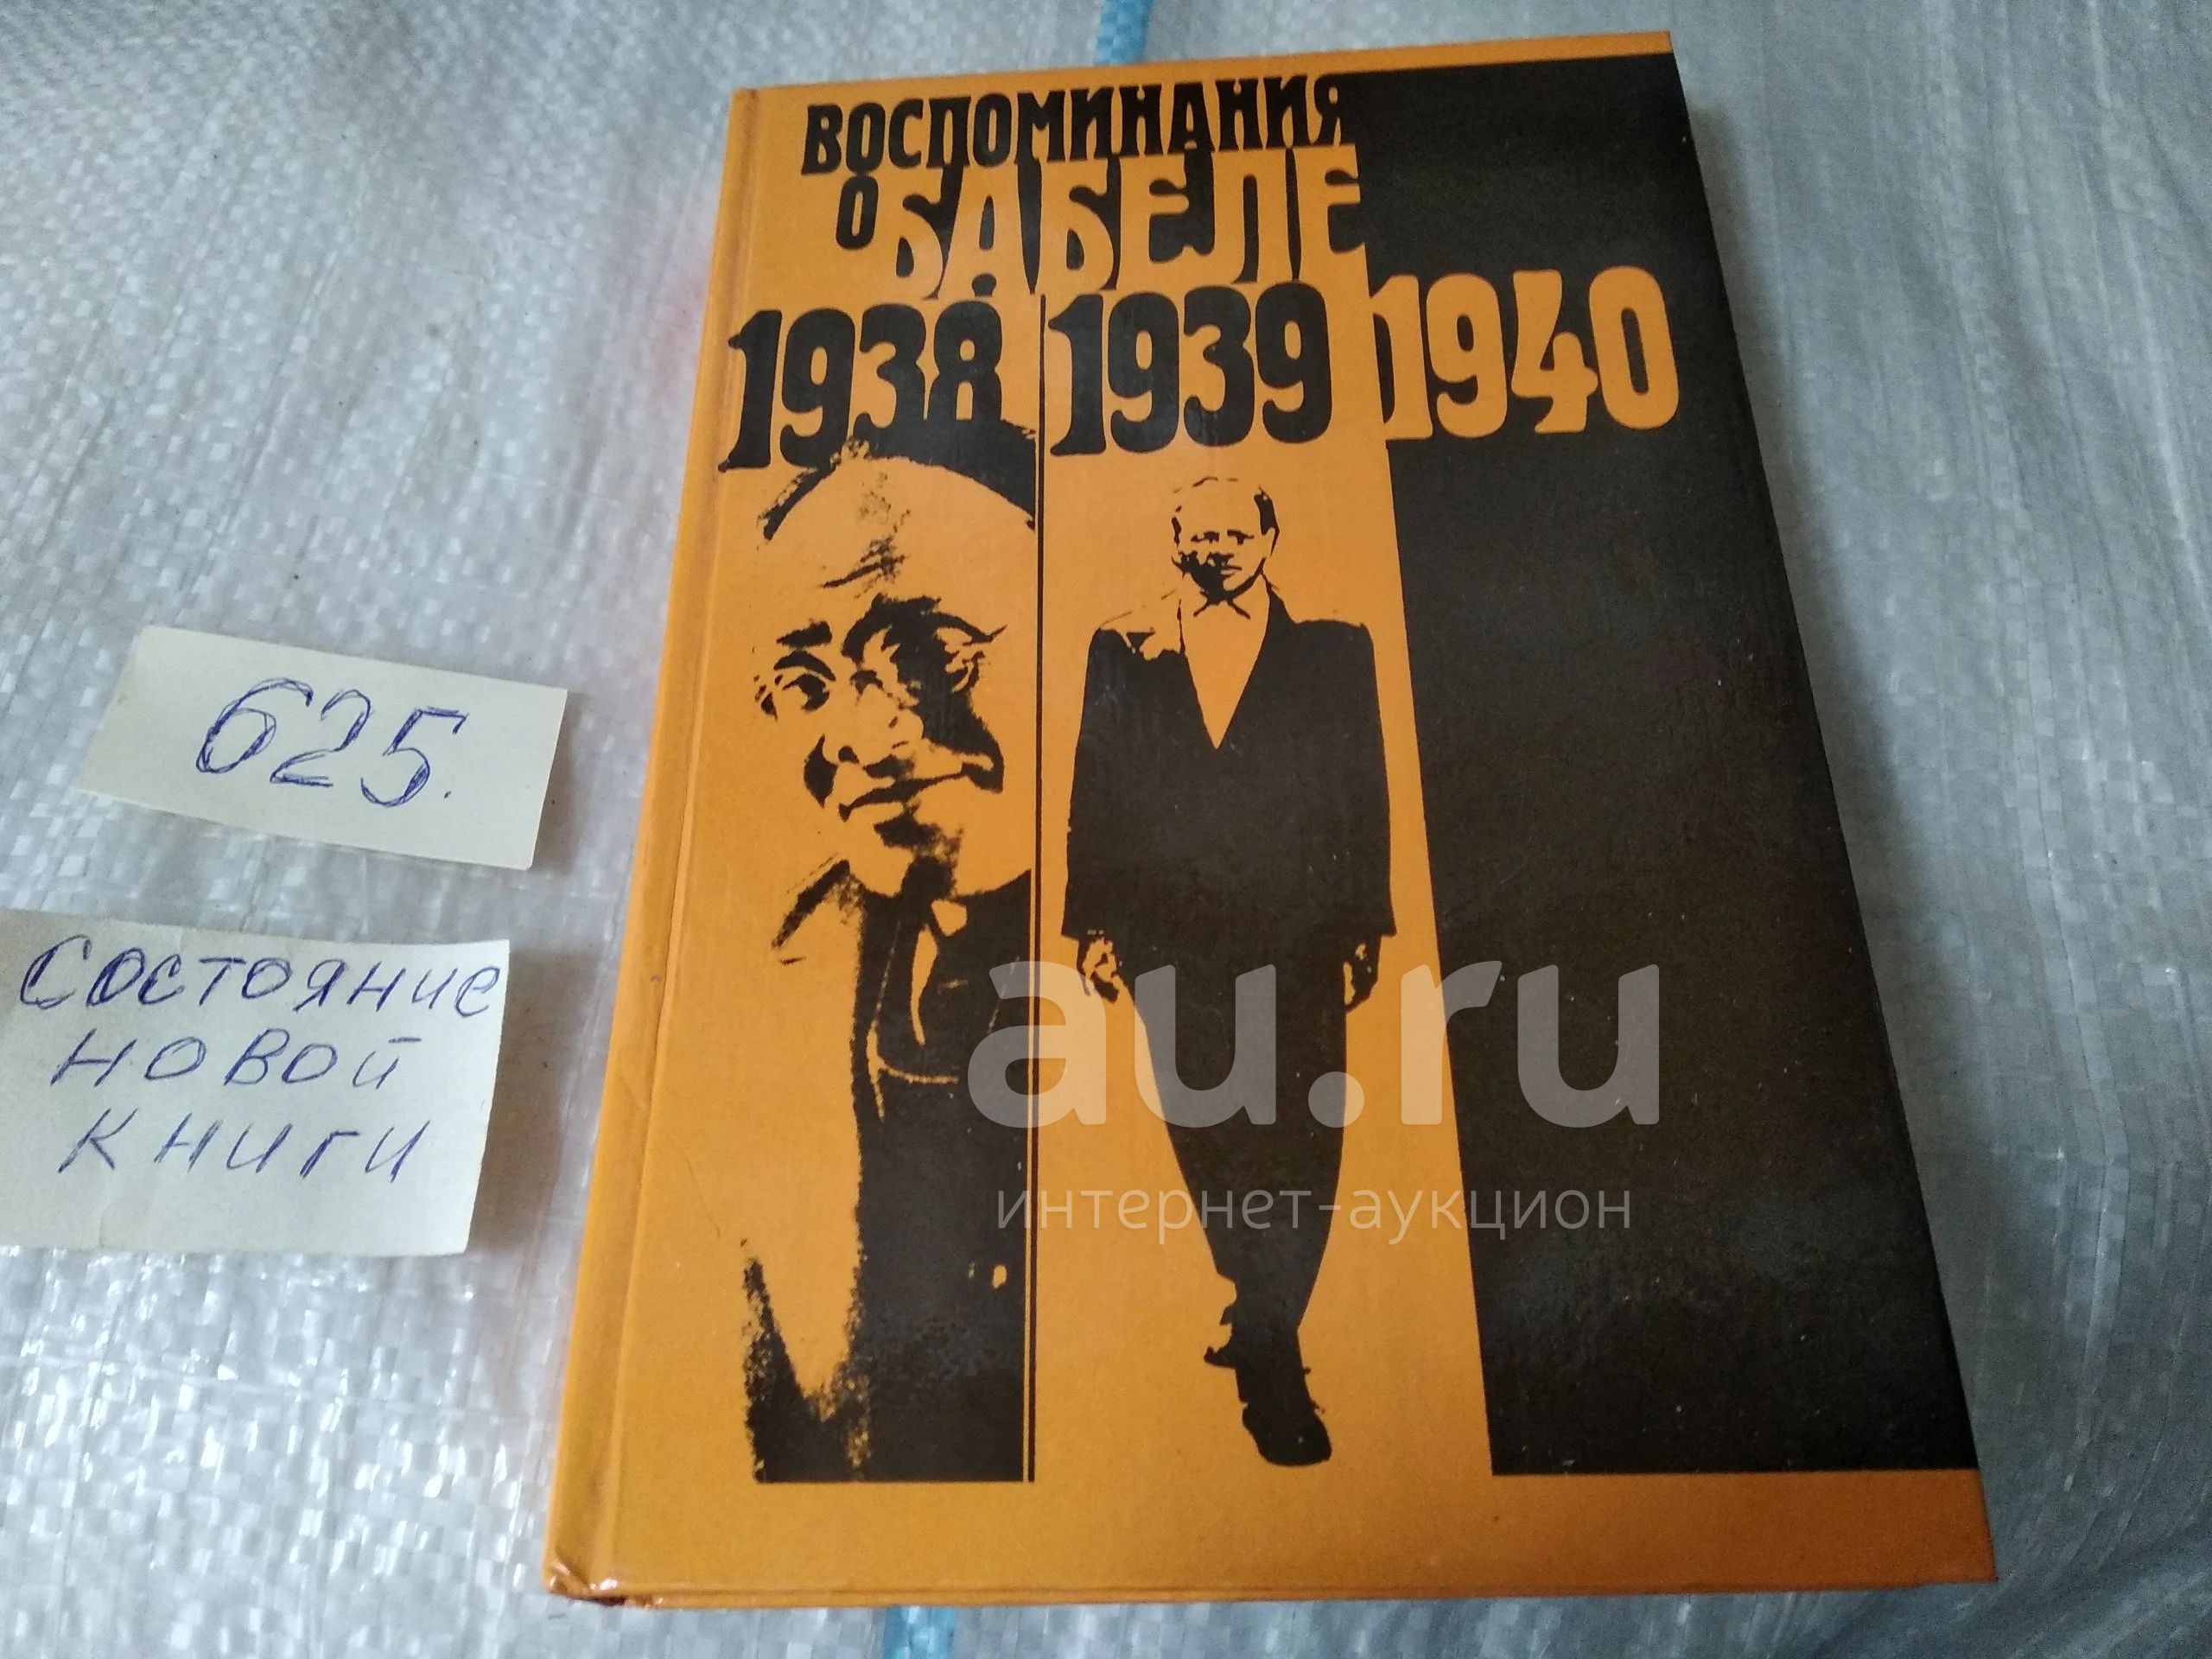 ВОСПОМИНАНИЯ
О БАБЕЛЕ
1938 1939 1940
625.
Состояние
новой
книги
au.ru
интернет-аукцион